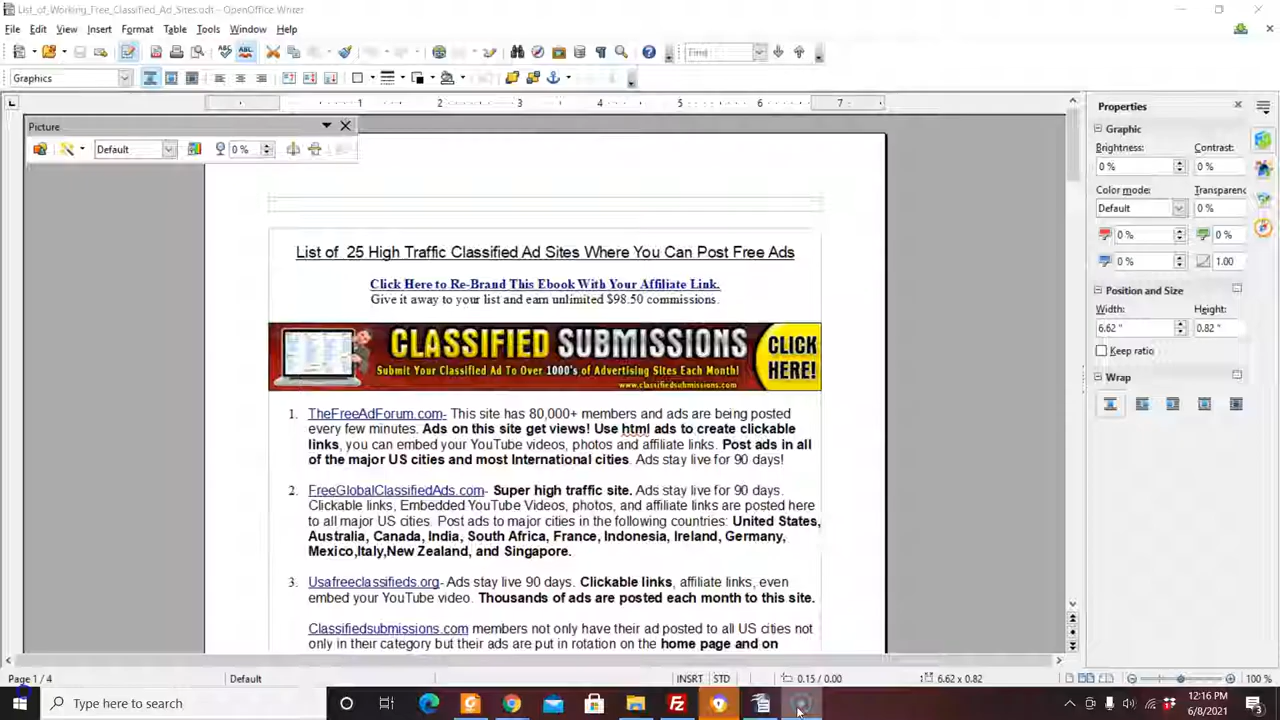 List_of_Working_Free_Classified_Ad_Sites.odt - OpenOffice Writer
File Edit View Insert Format Table Tools Window Help
Find
Graphics
1 2 3 4 5 6 7
Picture
Default 0 %
Properties
Graphic
Brightness: Contrast:
0 % 0 %
Color mode: Transparenc
Default 0 %
0 % 0 %
0 % 1.00
Position and Size
Width: Height:
6.62 " 0.82 "
Keep ratio
Wrap
List of 25 High Traffic Classified Ad Sites Where You Can Post Free Ads
Click Here to Re-Brand This Ebook With Your Affiliate Link.
Give it away to your list and earn unlimited $98.50 commissions.
CLASSIFIED SUBMISSIONS
Submit Your Classified Ad To Over 1000's of Advertising Sites Each Month!
www.classifiedsubmissions.com
CLICK
HERE!
1. TheFreeAdForum.com- This site has 80,000+ members and ads are being posted
every few minutes. Ads on this site get views! Use html ads to create clickable
links, you can embed your YouTube videos, photos and affiliate links. Post ads in all
of the major US cities and most International cities. Ads stay live for 90 days!
2. FreeGlobalClassifiedAds.com- Super high traffic site. Ads stay live for 90 days.
Clickable links, Embedded YouTube Videos, photos, and affiliate links are posted here
to all major US cities. Post ads to major cities in the following countries: United States,
Australia, Canada, India, South Africa, France, Indonesia, Ireland, Germany,
Mexico,Italy,New Zealand, and Singapore.
3. Usafreeclassifieds.org- Ads stay live 90 days. Clickable links, affiliate links, even
embed your YouTube video. Thousands of ads are posted each month to this site.
Classifiedsubmissions.com members not only have their ad posted to all US cities not
only in their category but their ads are put in rotation on the home page and on
Page 1 / 4 Default INSRT STD 0.15 / 0.00 6.62 x 0.82 100 %
Type here to search
12:16 PM
6/8/2021